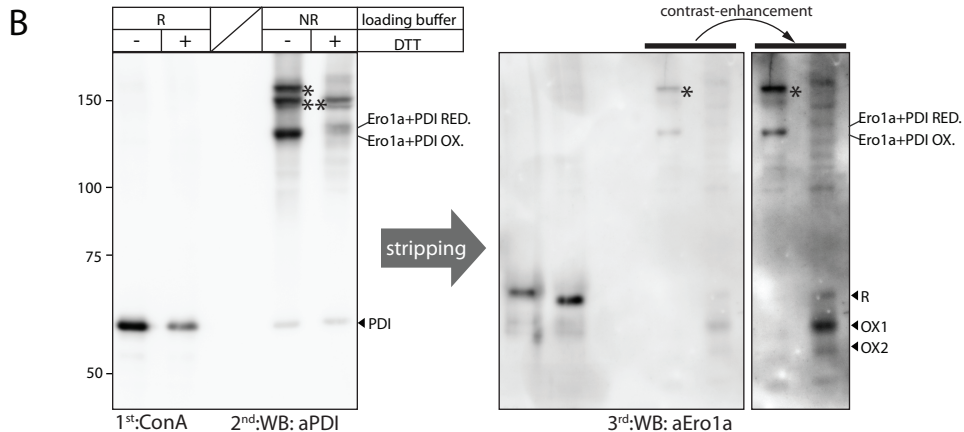 B
R NR loading buffer
- + - + DTT
contrast-enhancement
150
100
75
50
*
**
Ero1a+PDI RED.
Ero1a+PDI OX.
PDI
stripping
*
*
Ero1a+PDI RED.
Ero1a+PDI OX.
R
OX1
OX2
1st:ConA 2nd:WB: aPDI 3rd:WB: aEro1a